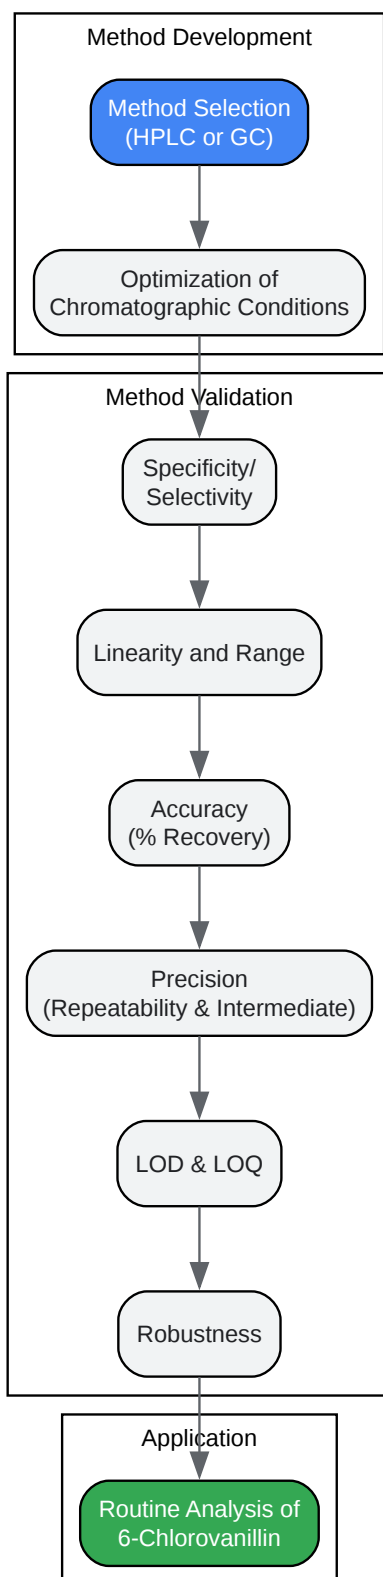 Method Development
Method Selection
(HPLC or GC)
Optimization of
Chromatographic Conditions
Method Validation
Specificity/
Selectivity
Linearity and Range
Accuracy
(% Recovery)
Precision
(Repeatability & Intermediate)
LOD & LOQ
Robustness
Application
Routine Analysis of
6-Chlorovanillin